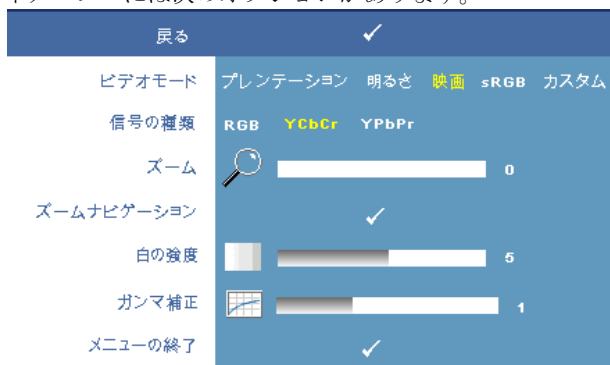 戻る
ビデオモード プレンテーション 明るさ 映画 sRGB カスタム
信号の種類 RGB YCbCr YPbPr
ズーム 0
ズームナビゲーション
白の強度 5
ガンマ補正 1
メニューの終了